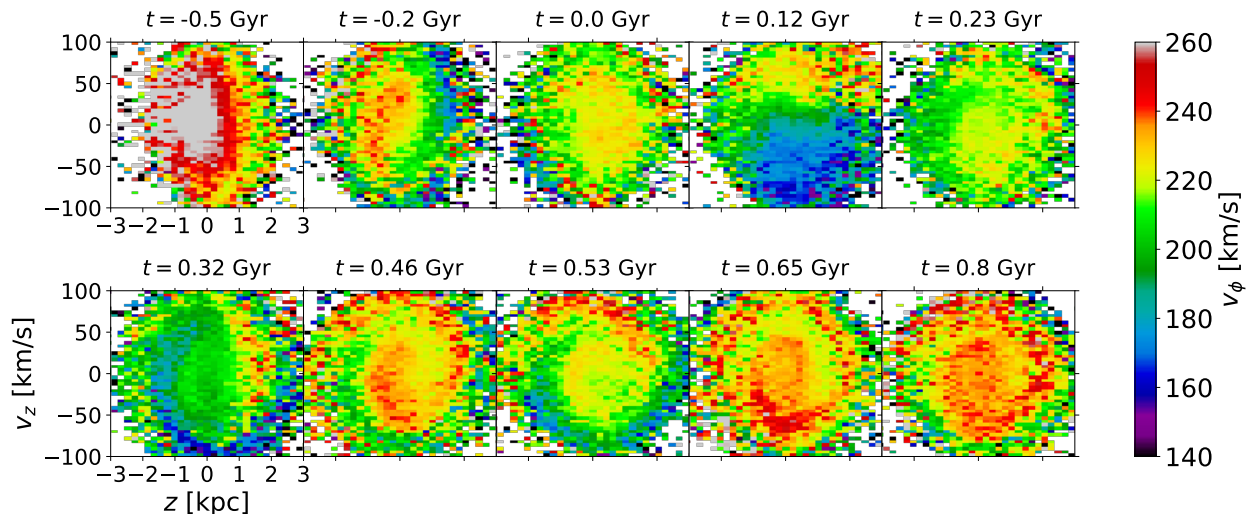 t = -0.5 Gyr t = -0.2 Gyr t = 0.0 Gyr t = 0.12 Gyr t = 0.23 Gyr
100
50
0
−50
−100
−3 −2 −1 0 1 2 3
t = 0.32 Gyr t = 0.46 Gyr t = 0.53 Gyr t = 0.65 Gyr t = 0.8 Gyr
100
50
0
−50
−100
−3 −2 −1 0 1 2 3
v_z [km/s]
z [kpc]
260
240
220
200
180
160
140
v_ϕ [km/s]